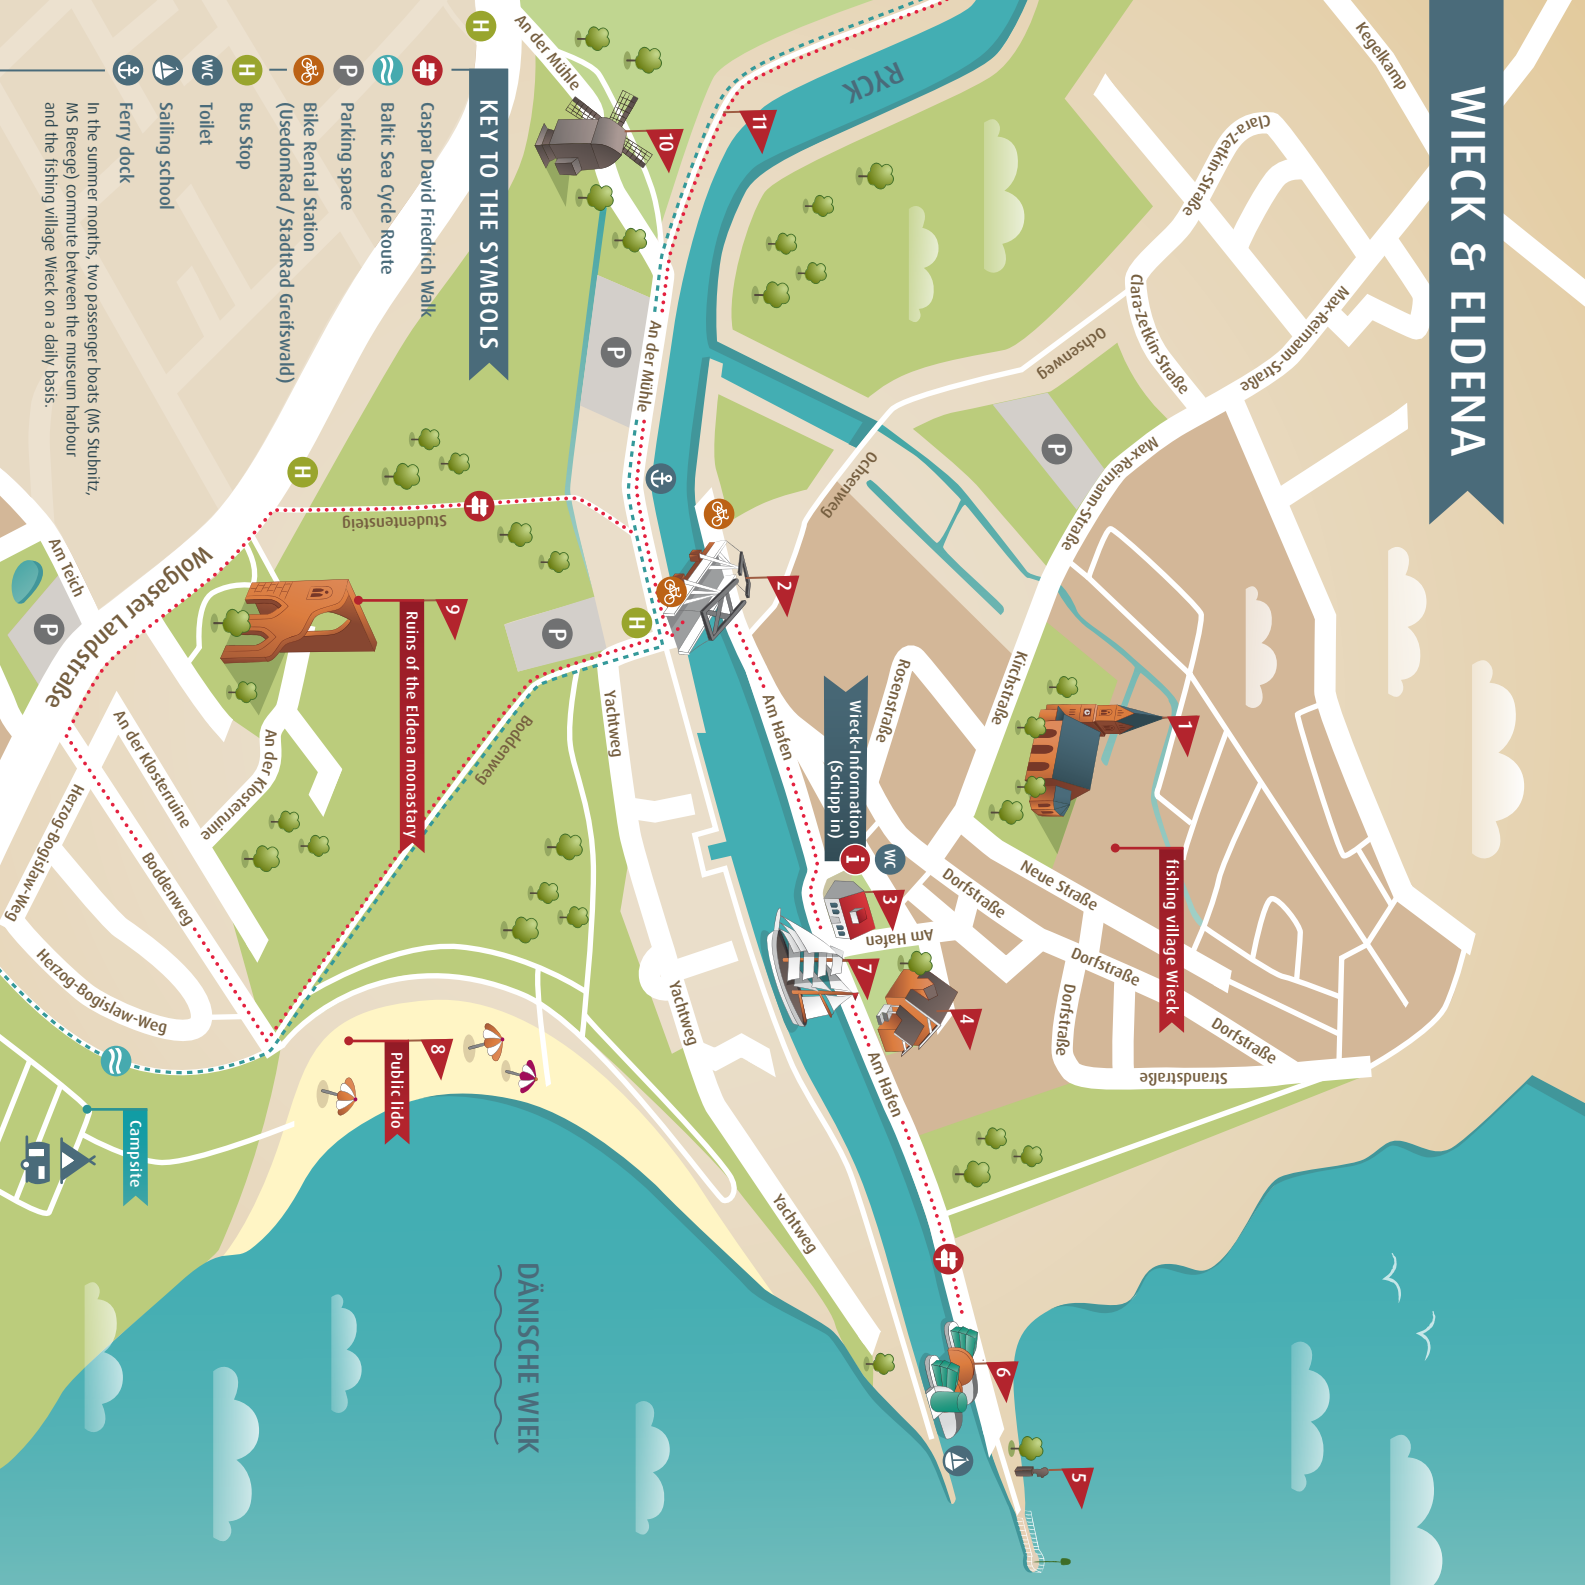 WIECK & ELDENA
Kegelkamp
Clara-Zetkin-Straße
Clara-Zetkin-Straße
Max-Reimann-Straße
Max-Reimann-Straße
Ochsenweg
Ochsenweg
P
Kirchstraße
Rosenstraße
1
fishing village Wieck
Neue Straße
Dorfstraße
Dorfstraße
Dorfstraße
Dorfstraße
Strandstraße
RYCK
11
10
An der Mühle
An der Mühle
P
2
H
P
Am Hafen
Wieck-Information
(Schipp in)
i
WC
3
Am Hafen
7
4
Am Hafen
6
5
Yachtweg
Yachtweg
Yachtweg
Boddenweg
Studentensteig
H
9
Ruins of the Eldena monastary
Wolgaster Landstraße
Am Teich
P
An der Klosterruine
An der Klosterruine
Boddenweg
Herzog-Bogislaw-Weg
Herzog-Bogislaw-Weg
8
Public lido
Campsite
DÄNISCHE WIEK
H
KEY TO THE SYMBOLS
Caspar David Friedrich Walk
Baltic Sea Cycle Route
P Parking space
Bike Rental Station
(UsedomRad / StadtRad Greifswald)
H Bus Stop
WC Toilet
Sailing school
Ferry dock
In the summer months, two passenger boats (MS Stubnitz,
MS Breege) commute between the museum harbour
and the fishing village Wieck on a daily basis.